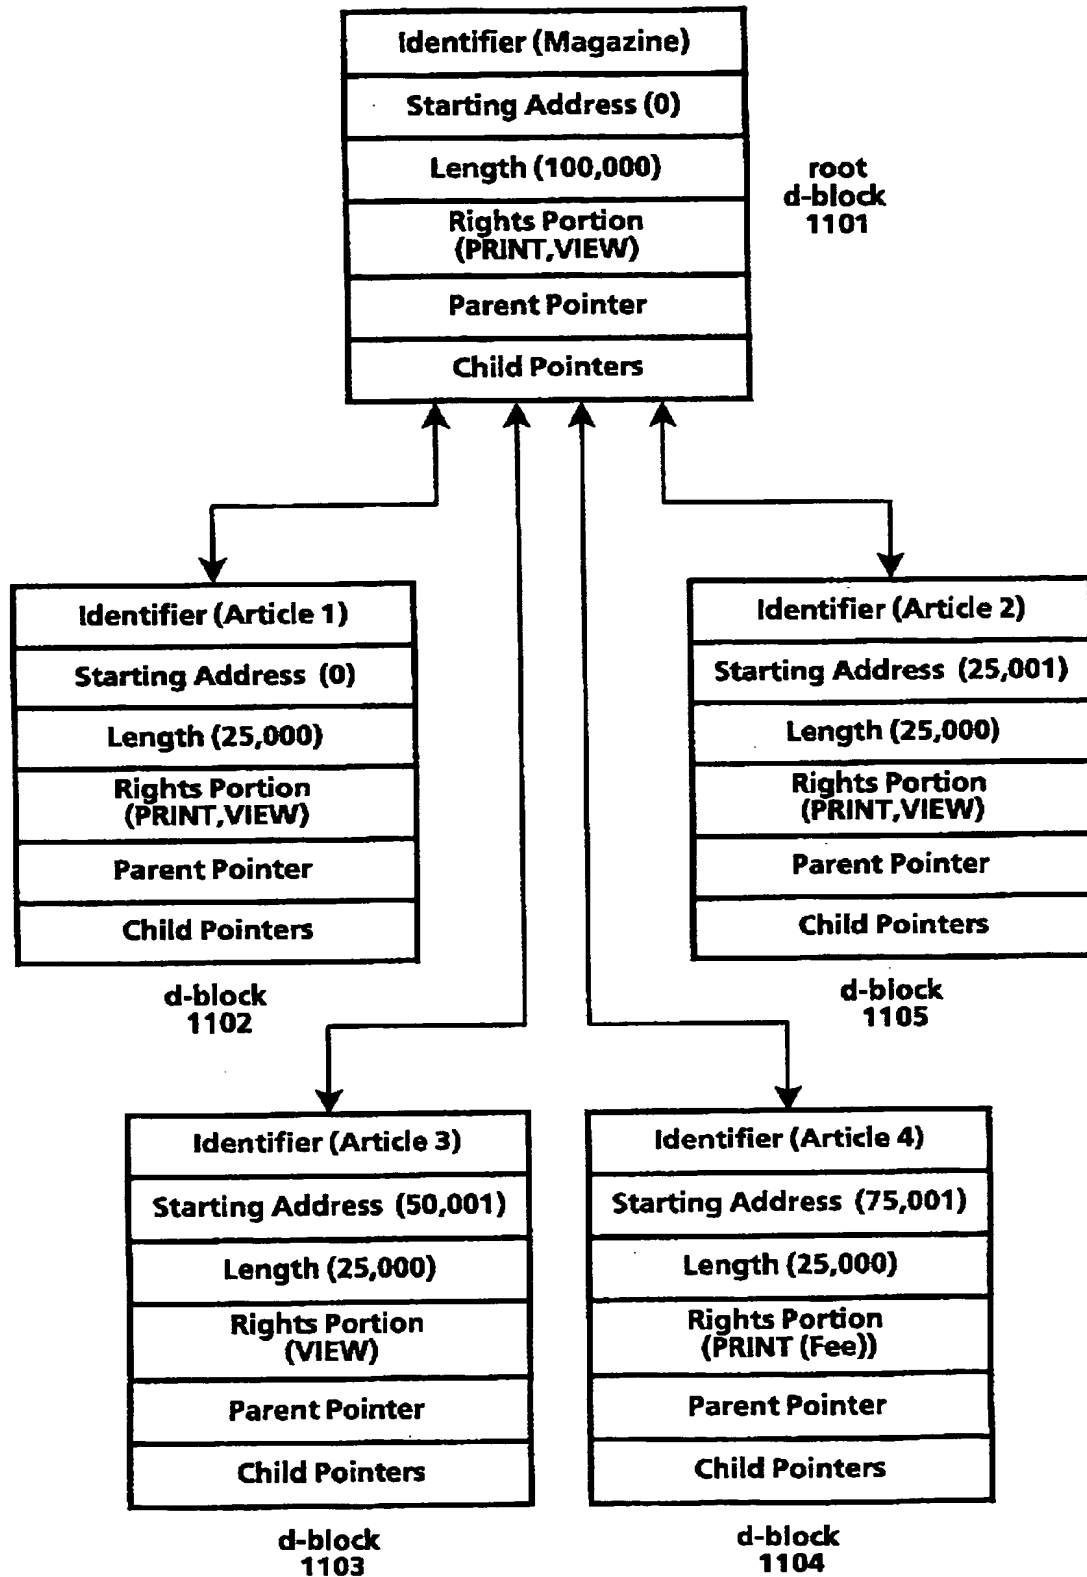 Identifier (Magazine)
Starting Address (0)
Length (100,000)
Rights Portion
(PRINT,VIEW)
Parent Pointer
Child Pointers
root
d-block
1101
Identifier (Article 1)
Starting Address (0)
Length (25,000)
Rights Portion
(PRINT,VIEW)
Parent Pointer
Child Pointers
d-block
1102
Identifier (Article 2)
Starting Address (25,001)
Length (25,000)
Rights Portion
(PRINT,VIEW)
Parent Pointer
Child Pointers
d-block
1105
Identifier (Article 3)
Starting Address (50,001)
Length (25,000)
Rights Portion
(VIEW)
Parent Pointer
Child Pointers
d-block
1103
Identifier (Article 4)
Starting Address (75,001)
Length (25,000)
Rights Portion
(PRINT (Fee))
Parent Pointer
Child Pointers
d-block
1104